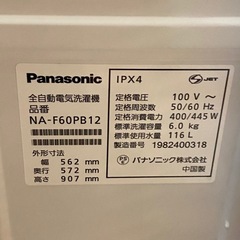 Panasonic
全自動電気洗濯機
品番
NA-F60PB12
外形寸法
幅 562 mm
奥行 572 mm
高さ 907 mm
IPX4
JET
定格電圧 100 V~
定格周波数 50/60 Hz
定格消費電力 400/445 W
標準洗濯容量 6.0 kg
標準使用水量 116 L
製造番号 1982400318
パナソニック株式会社
中国製